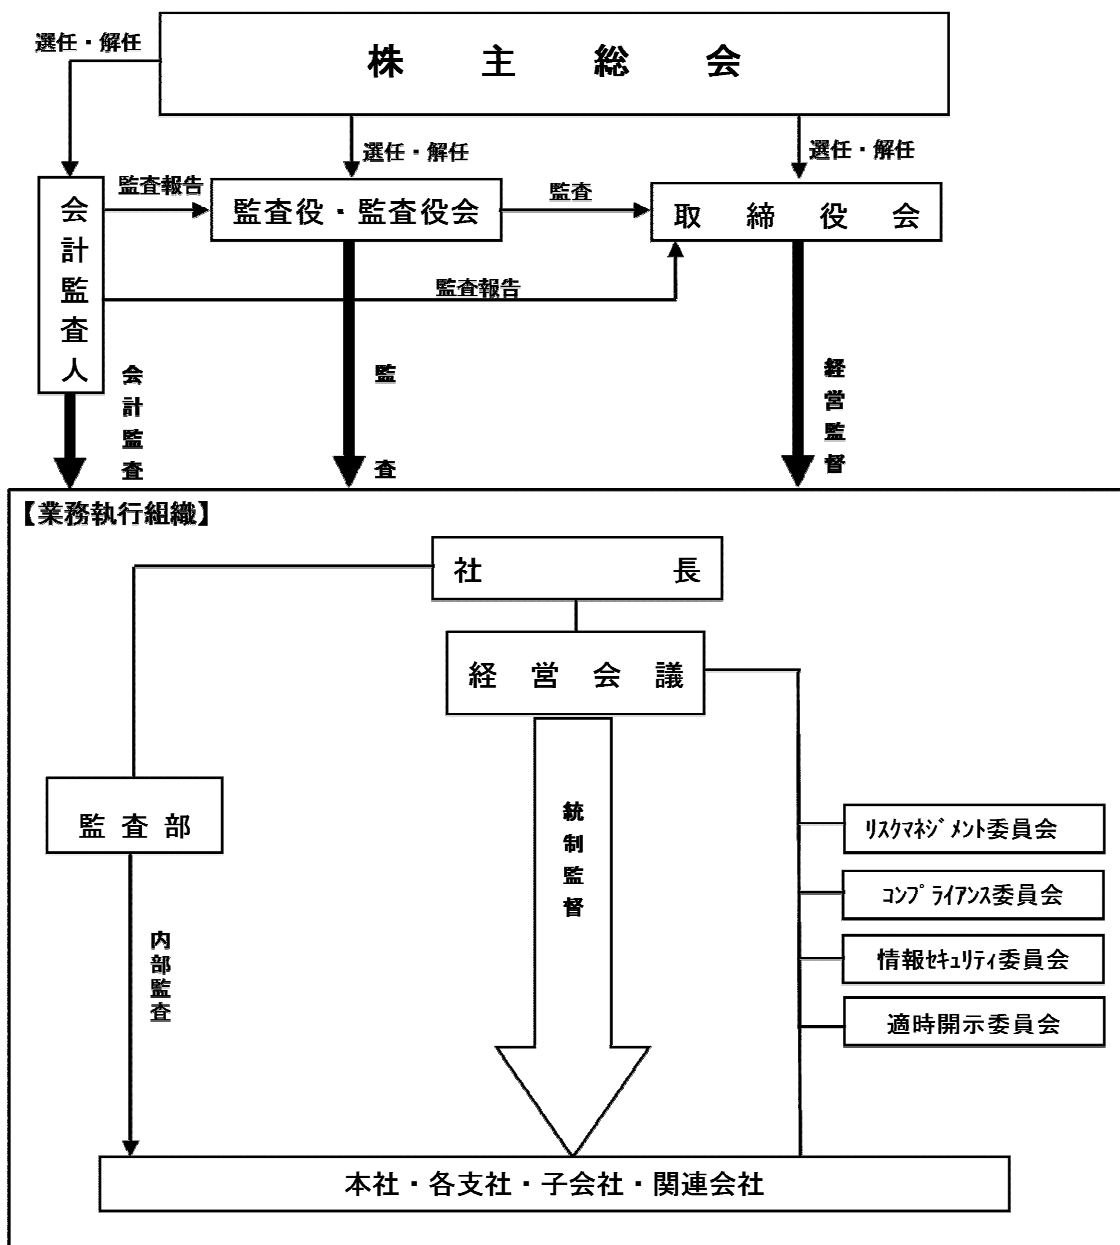 選任・解任
株主総会
選任・解任
選任・解任
監査報告
監査役・監査役会
監査
取締役会
会計監査人
監査報告
会計監査
監査
経営監督
【業務執行組織】
社長
経営会議
監査部
統制監督
ﾘｽｸﾏﾈｼﾞﾒﾝﾄ委員会
ｺﾝﾌﾟﾗｲｱﾝｽ委員会
情報ｾｷｭﾘﾃｨ委員会
適時開示委員会
内部監査
本社・各支社・子会社・関連会社